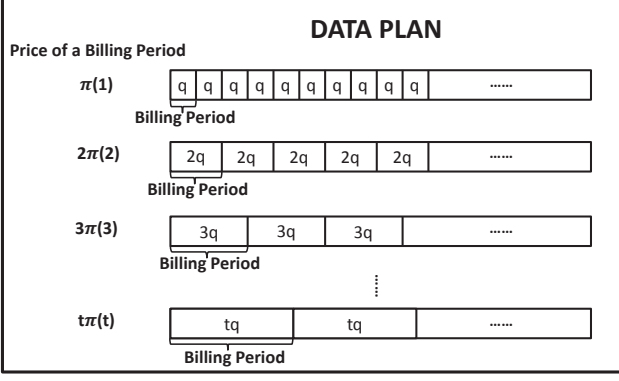 DATA PLAN
Price of a Billing Period
π(1) q q q q q q q q q q ......
Billing Period
2π(2) 2q 2q 2q 2q 2q ......
Billing Period
3π(3) 3q 3q 3q ......
Billing Period
tπ(t) tq tq ......
Billing Period